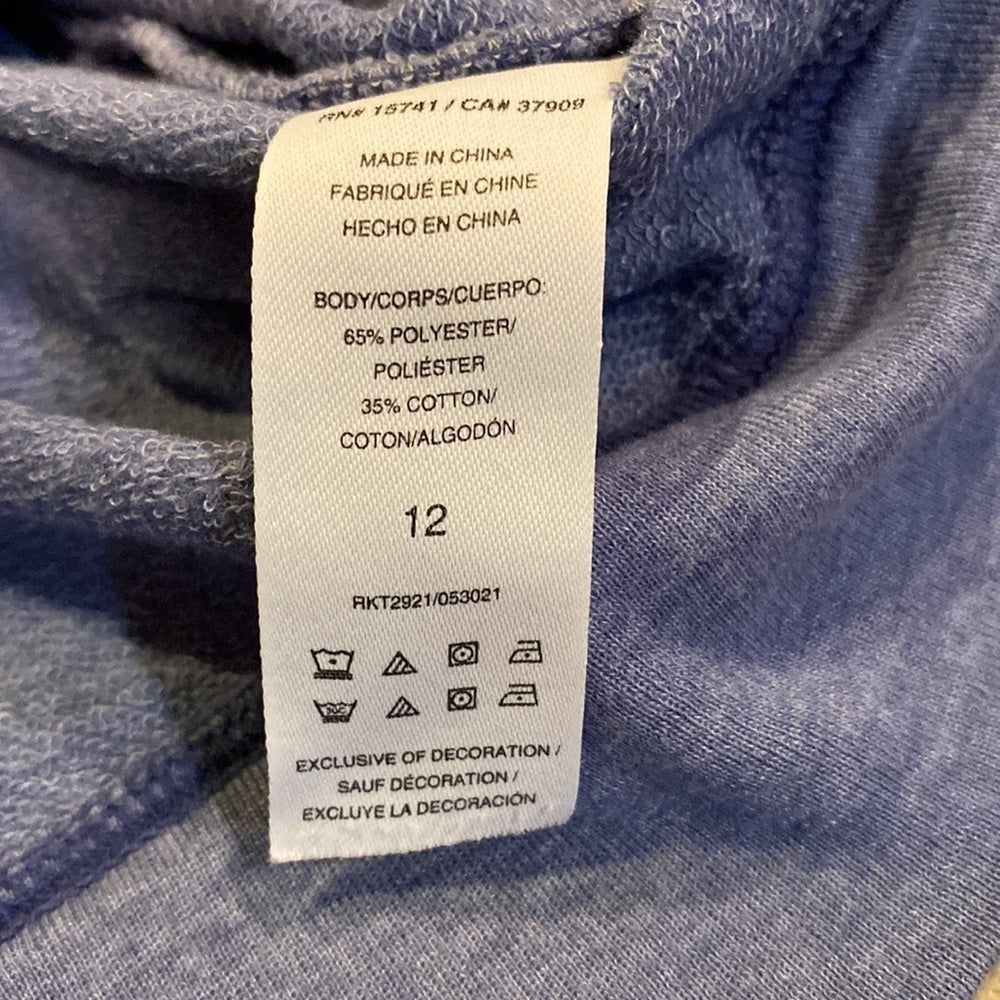 RN# 15741 / CA# 37909
MADE IN CHINA
FABRIQUÉ EN CHINE
HECHO EN CHINA
BODY/CORPS/CUERPO:
65% POLYESTER/
POLIÉSTER
35% COTTON/
COTON/ALGODÓN
12
RKT2921/053021
30C
EXCLUSIVE OF DECORATION /
SAUF DÉCORATION /
EXCLUYE LA DECORACIÓN